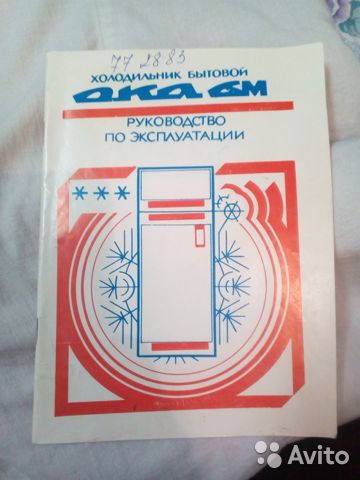 77 2883
ХОЛОДИЛЬНИК БЫТОВОЙ
ОКА 6М
РУКОВОДСТВО
ПО ЭКСПЛУАТАЦИИ
***
Avito